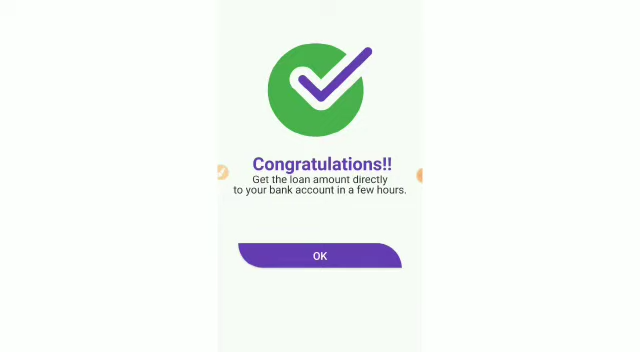 Congratulations!!
Get the loan amount directly
to your bank account in a few hours.
OK